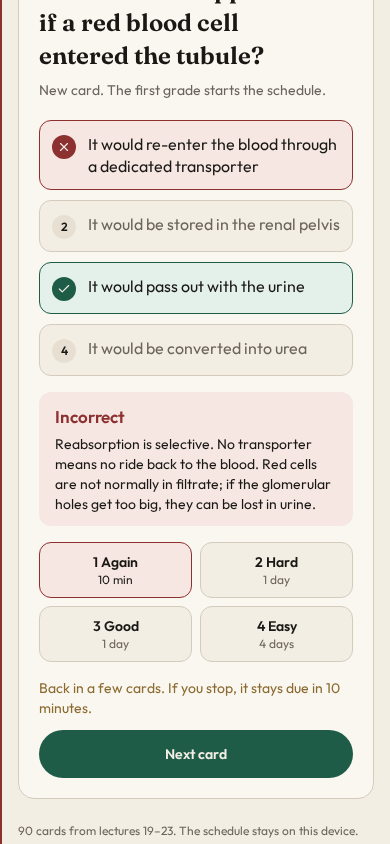 if a red blood cell
entered the tubule?
New card. The first grade starts the schedule.
It would re-enter the blood through
a dedicated transporter
2 It would be stored in the renal pelvis
It would pass out with the urine
4 It would be converted into urea
Incorrect
Reabsorption is selective. No transporter
means no ride back to the blood. Red cells
are not normally in filtrate; if the glomerular
holes get too big, they can be lost in urine.
1 Again
10 min
2 Hard
1 day
3 Good
1 day
4 Easy
4 days
Back in a few cards. If you stop, it stays due in 10
minutes.
Next card
90 cards from lectures 19–23. The schedule stays on this device.